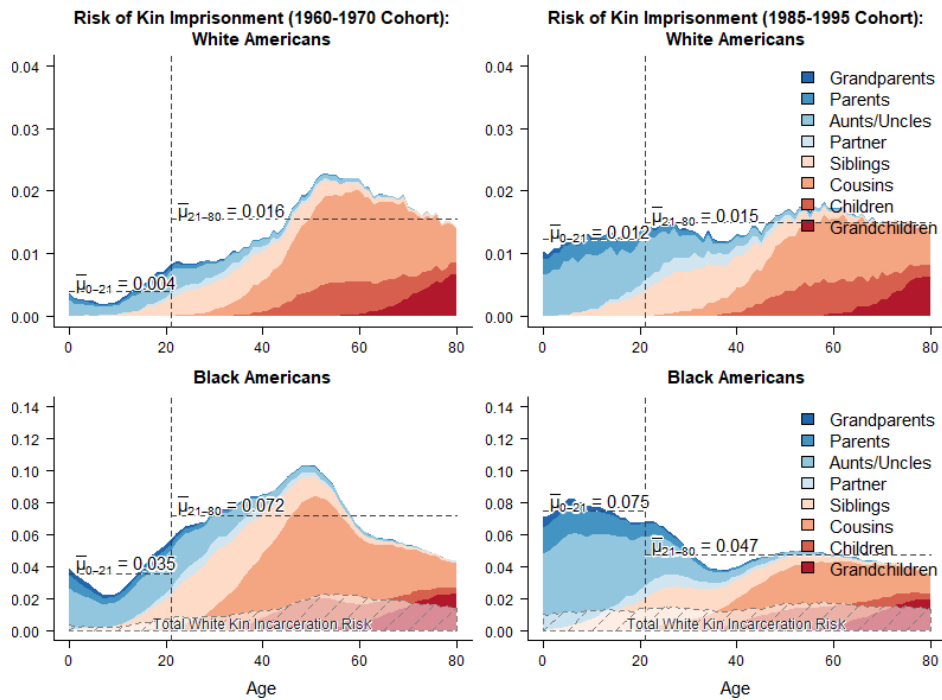 Risk of Kin Imprisonment (1960-1970 Cohort):
White Americans
0.04
0.03
0.02
0.01
0.00
μ̅21–80 = 0.016
μ̅0–21 = 0.004
0 20 40 60 80
Risk of Kin Imprisonment (1985-1995 Cohort):
White Americans
0.04
0.03
0.02
0.01
0.00
Grandparents
Parents
Aunts/Uncles
Partner
Siblings
Cousins
Children
Grandchildren
μ̅21–80 = 0.015
μ̅0–21 = 0.012
0 20 40 60 80
Black Americans
0.14
0.12
0.10
0.08
0.06
0.04
0.02
0.00
μ̅21–80 = 0.072
μ̅0–21 = 0.035
Total White Kin Incarceration Risk
0 20 40 60 80
Age
Black Americans
0.14
0.12
0.10
0.08
0.06
0.04
0.02
0.00
Grandparents
Parents
Aunts/Uncles
Partner
Siblings
Cousins
Children
Grandchildren
μ̅0–21 = 0.075
μ̅21–80 = 0.047
Total White Kin Incarceration Risk
0 20 40 60 80
Age